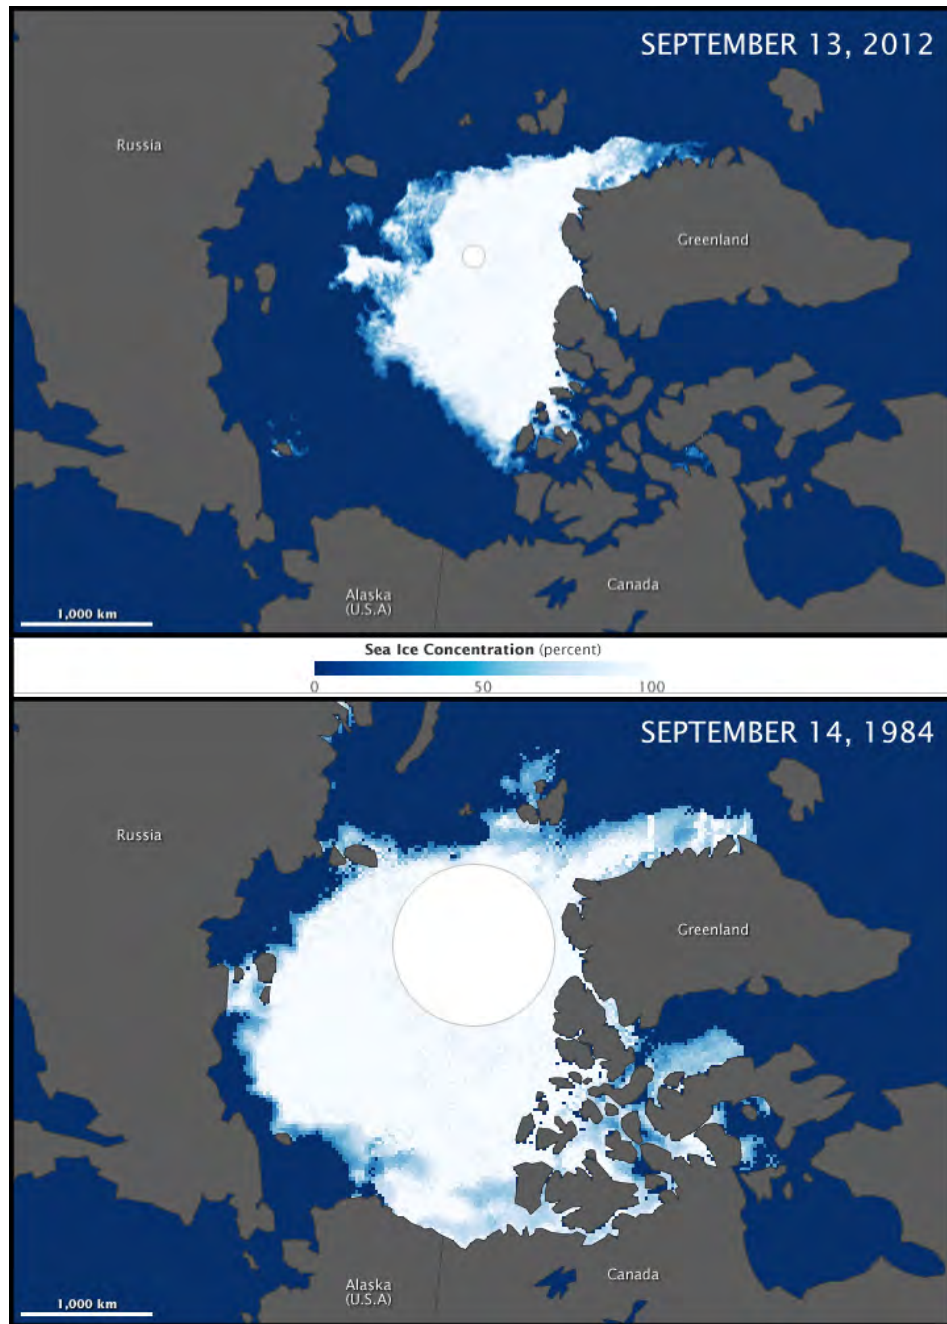 SEPTEMBER 13, 2012
Russia
Greenland
Canada
Alaska
(U.S.A)
1,000 km
Sea Ice Concentration (percent)
0 50 100
SEPTEMBER 14, 1984
Russia
Greenland
Canada
Alaska
(U.S.A)
1,000 km